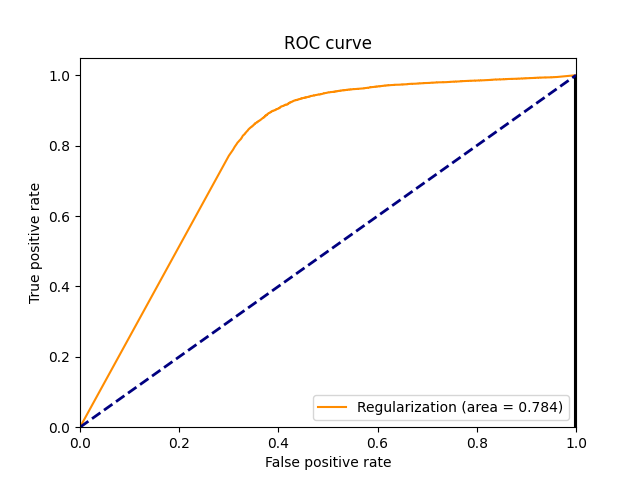 ROC curve
True positive rate
1.0
0.8
0.6
0.4
0.2
0.0
Regularization (area = 0.784)
0.0 0.2 0.4 0.6 0.8 1.0
False positive rate